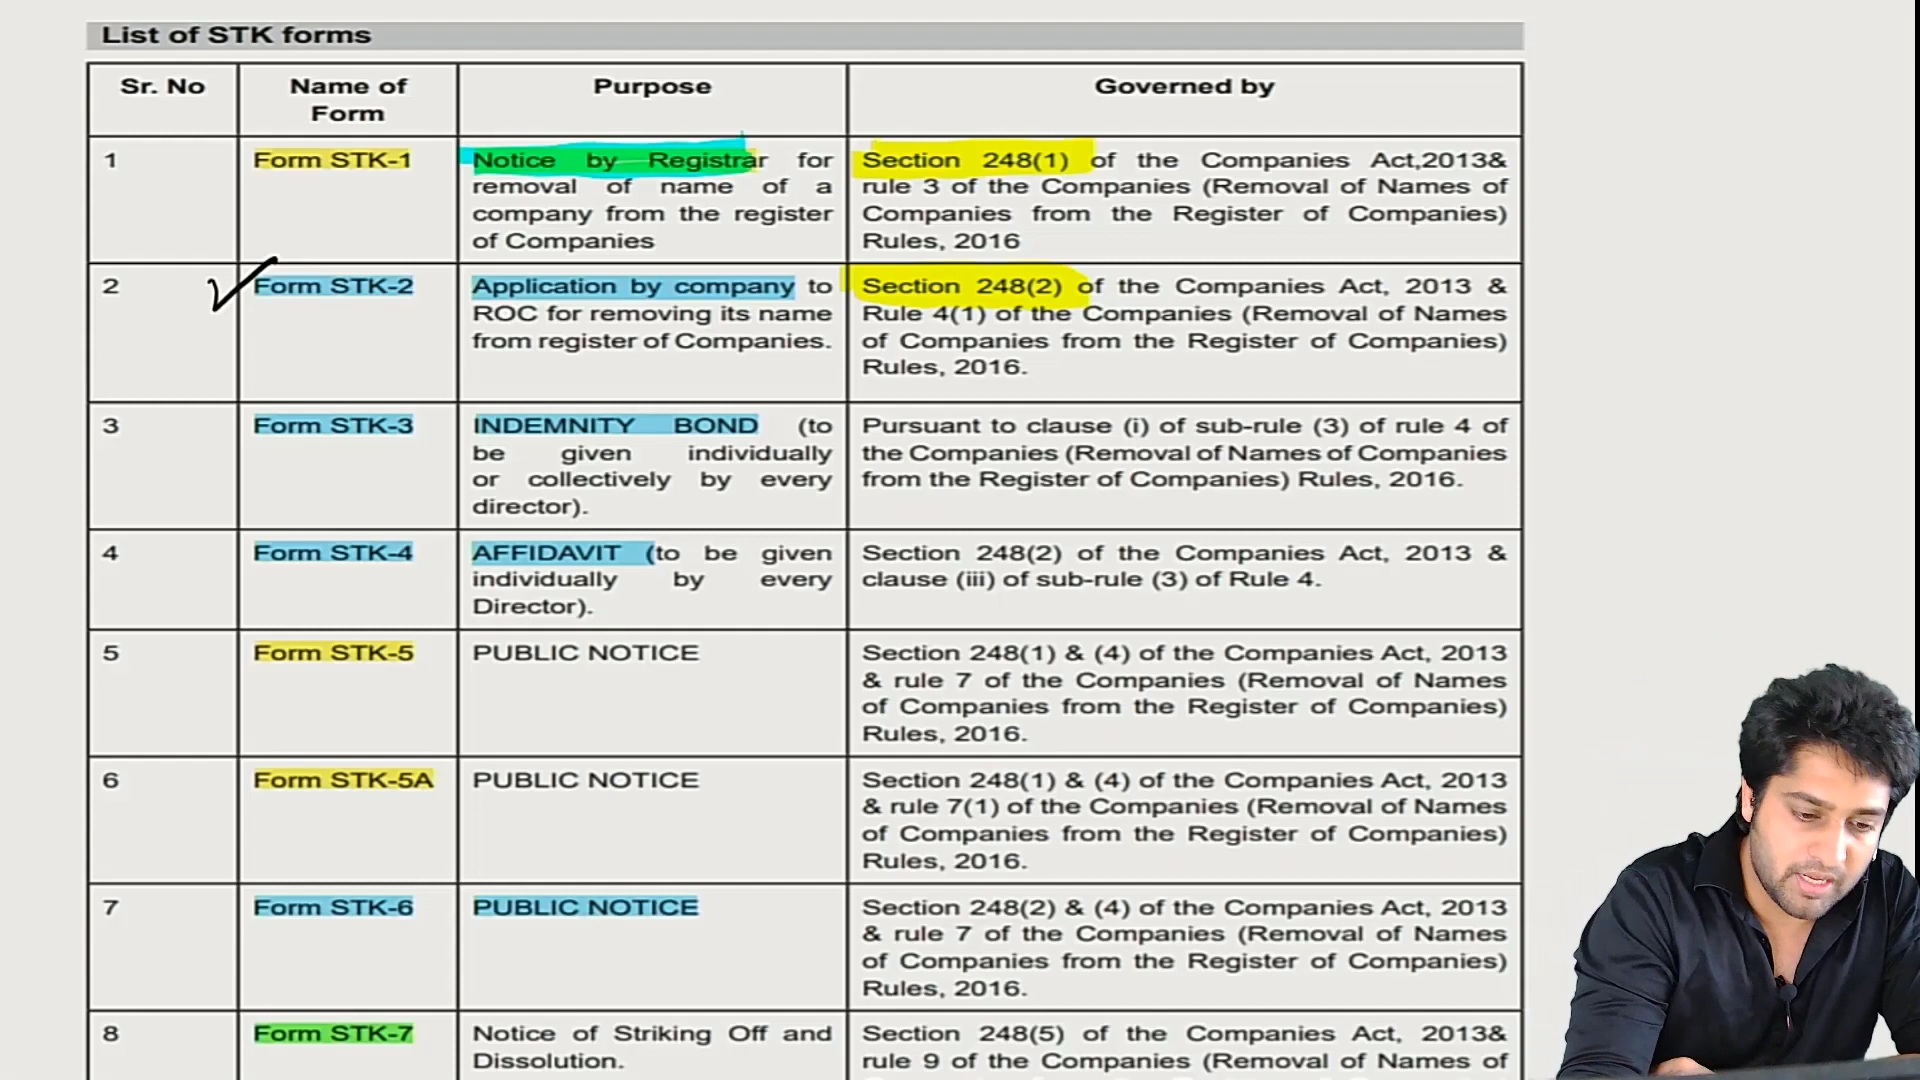 List of STK forms
Sr. No
Name of
Form
Purpose
Governed by
1
Form STK-1
Notice by Registrar for
removal of name of a
company from the register
of Companies
Section 248(1) of the Companies Act,2013&
rule 3 of the Companies (Removal of Names of
Companies from the Register of Companies)
Rules, 2016
2
Form STK-2
Application by company to
ROC for removing its name
from register of Companies.
Section 248(2) of the Companies Act, 2013 &
Rule 4(1) of the Companies (Removal of Names
of Companies from the Register of Companies)
Rules, 2016.
3
Form STK-3
INDEMNITY BOND (to
be given individually
or collectively by every
director).
Pursuant to clause (i) of sub-rule (3) of rule 4 of
the Companies (Removal of Names of Companies
from the Register of Companies) Rules, 2016.
4
Form STK-4
AFFIDAVIT (to be given
individually by every
Director).
Section 248(2) of the Companies Act, 2013 &
clause (iii) of sub-rule (3) of Rule 4.
5
Form STK-5
PUBLIC NOTICE
Section 248(1) & (4) of the Companies Act, 2013
& rule 7 of the Companies (Removal of Names
of Companies from the Register of Companies)
Rules, 2016.
6
Form STK-5A
PUBLIC NOTICE
Section 248(1) & (4) of the Companies Act, 2013
& rule 7(1) of the Companies (Removal of Names
of Companies from the Register of Companies)
Rules, 2016.
7
Form STK-6
PUBLIC NOTICE
Section 248(2) & (4) of the Companies Act, 2013
& rule 7 of the Companies (Removal of Names
of Companies from the Register of Companies)
Rules, 2016.
8
Form STK-7
Notice of Striking Off and
Dissolution.
Section 248(5) of the Companies Act, 2013&
rule 9 of the Companies (Removal of Names of